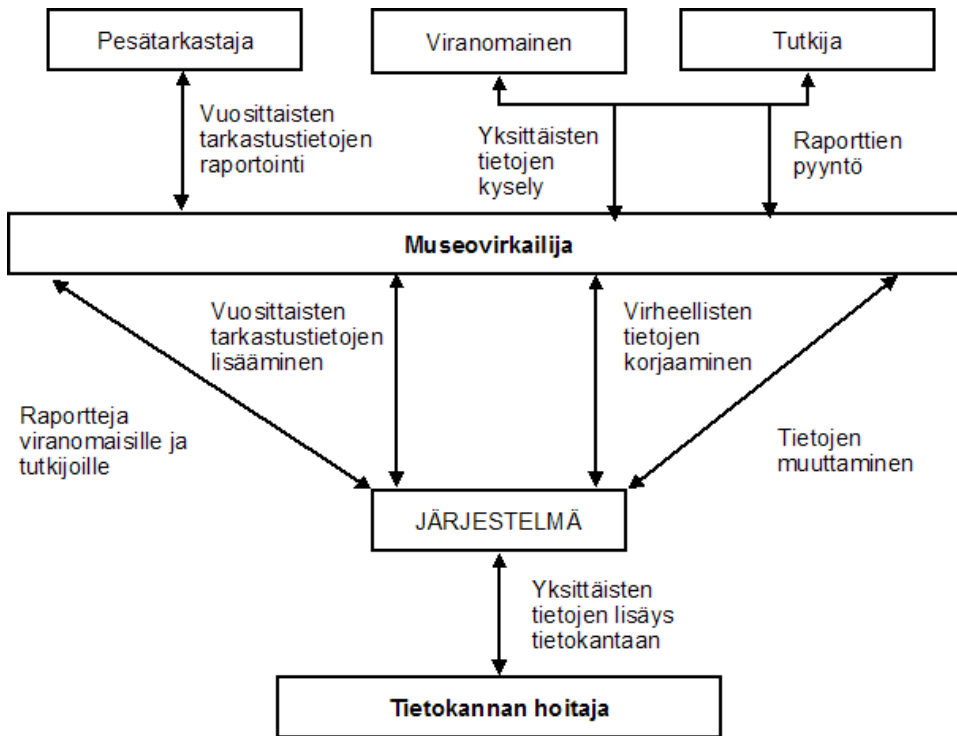 Pesätarkastaja
Viranomainen
Tutkija
Vuosittaisten
tarkastustietojen
raportointi
Yksittäisten
tietojen
kysely
Raporttien
pyyntö
Museovirkailija
Vuosittaisten
tarkastustietojen
lisääminen
Virheellisten
tietojen
korjaaminen
Raportteja
viranomaisille ja
tutkijoille
Tietojen
muuttaminen
JÄRJESTELMÄ
Yksittäisten
tietojen lisäys
tietokantaan
Tietokannan hoitaja